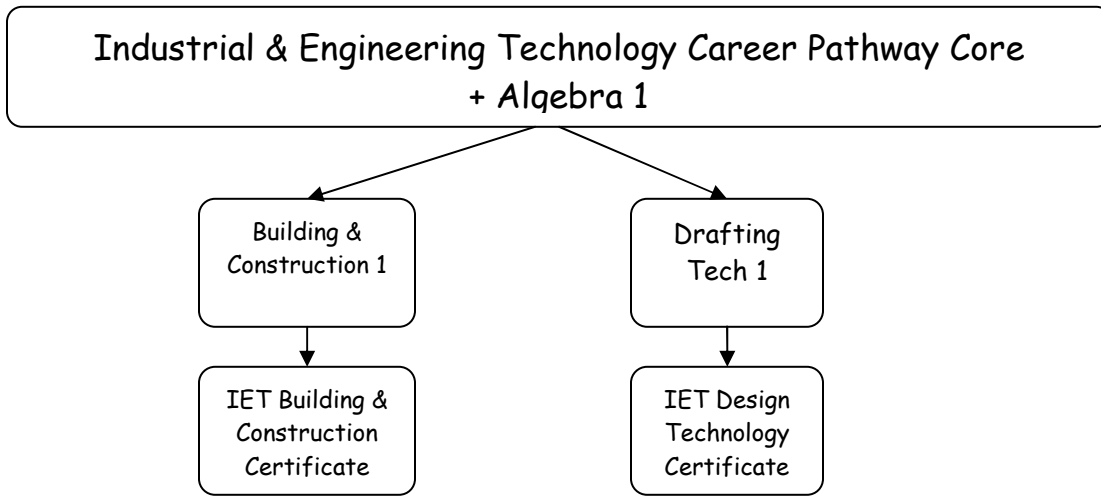 Industrial & Engineering Technology Career Pathway Core
+ Algebra 1
Building &
Construction 1
Drafting
Tech 1
IET Building &
Construction
Certificate
IET Design
Technology
Certificate